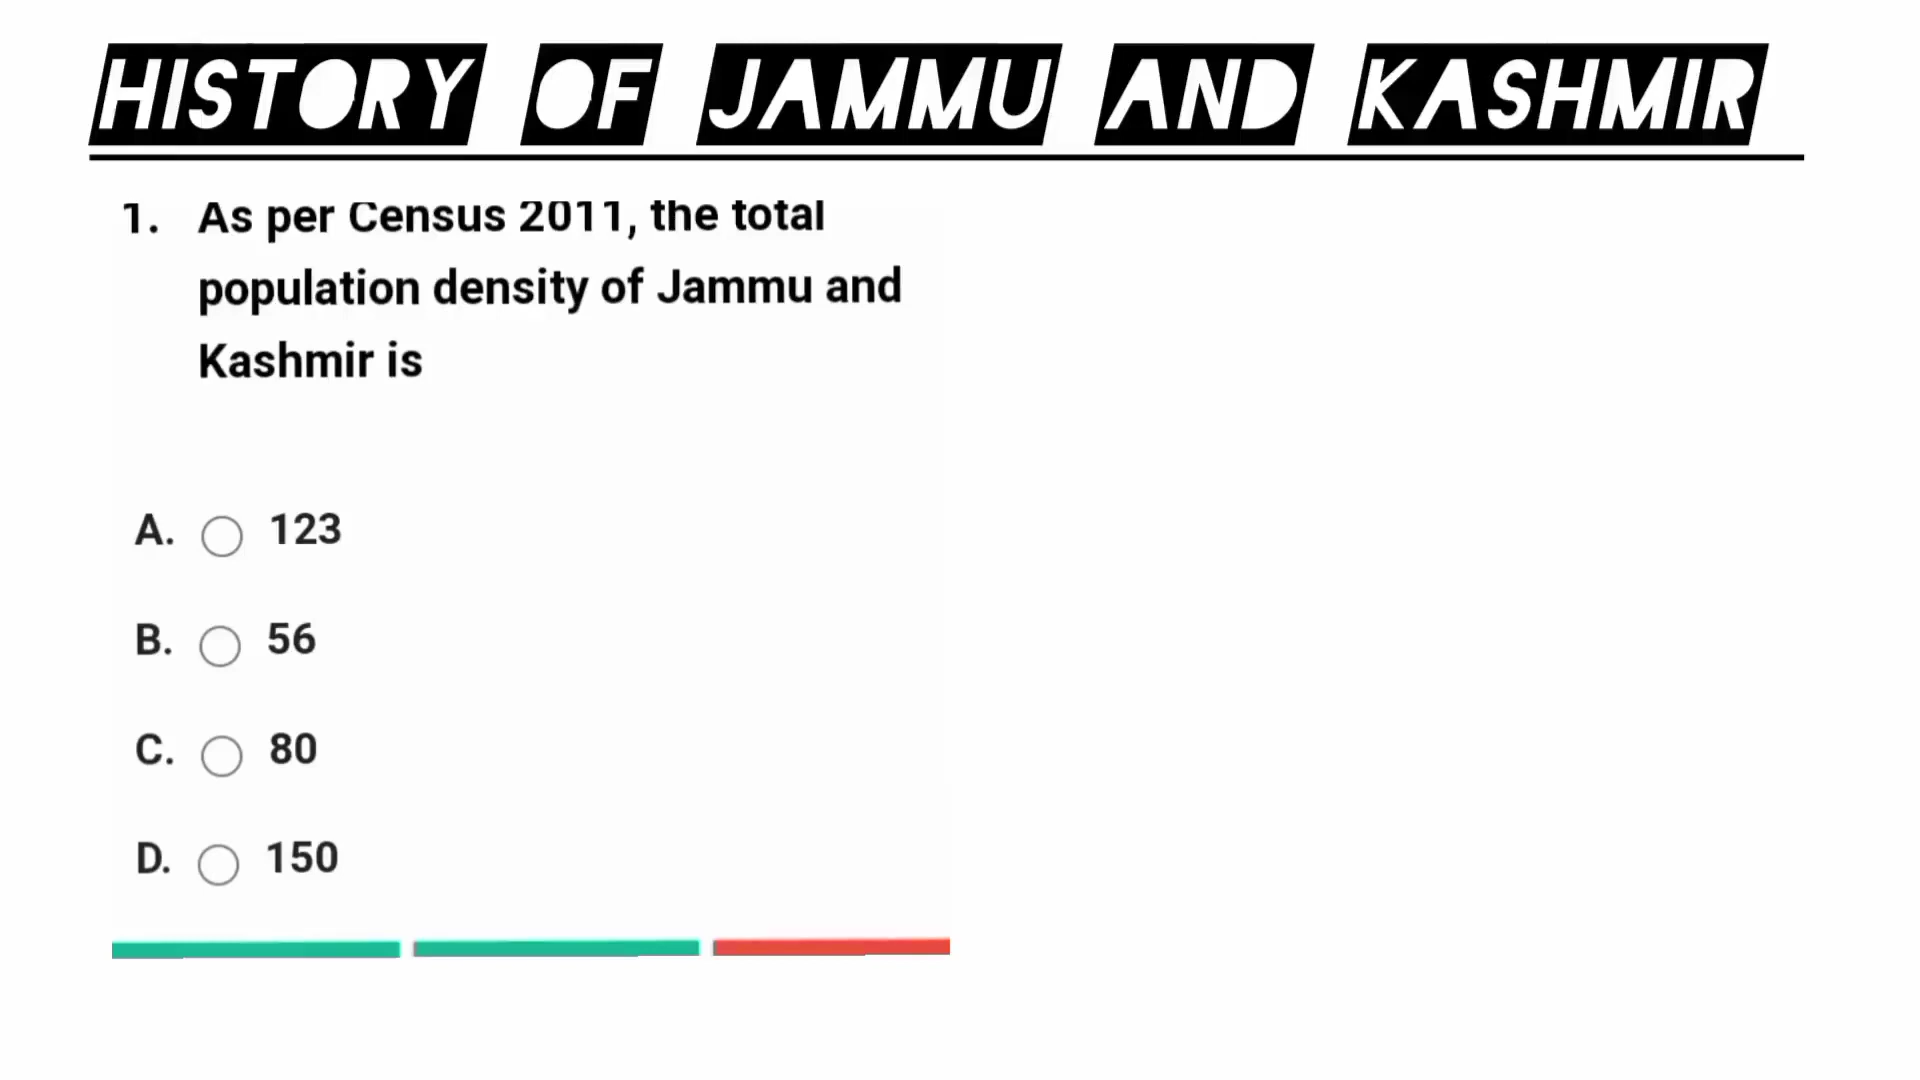 HISTORY OF JAMMU AND KASHMIR
1. As per Census 2011, the total
population density of Jammu and
Kashmir is
A. 123
B. 56
C. 80
D. 150